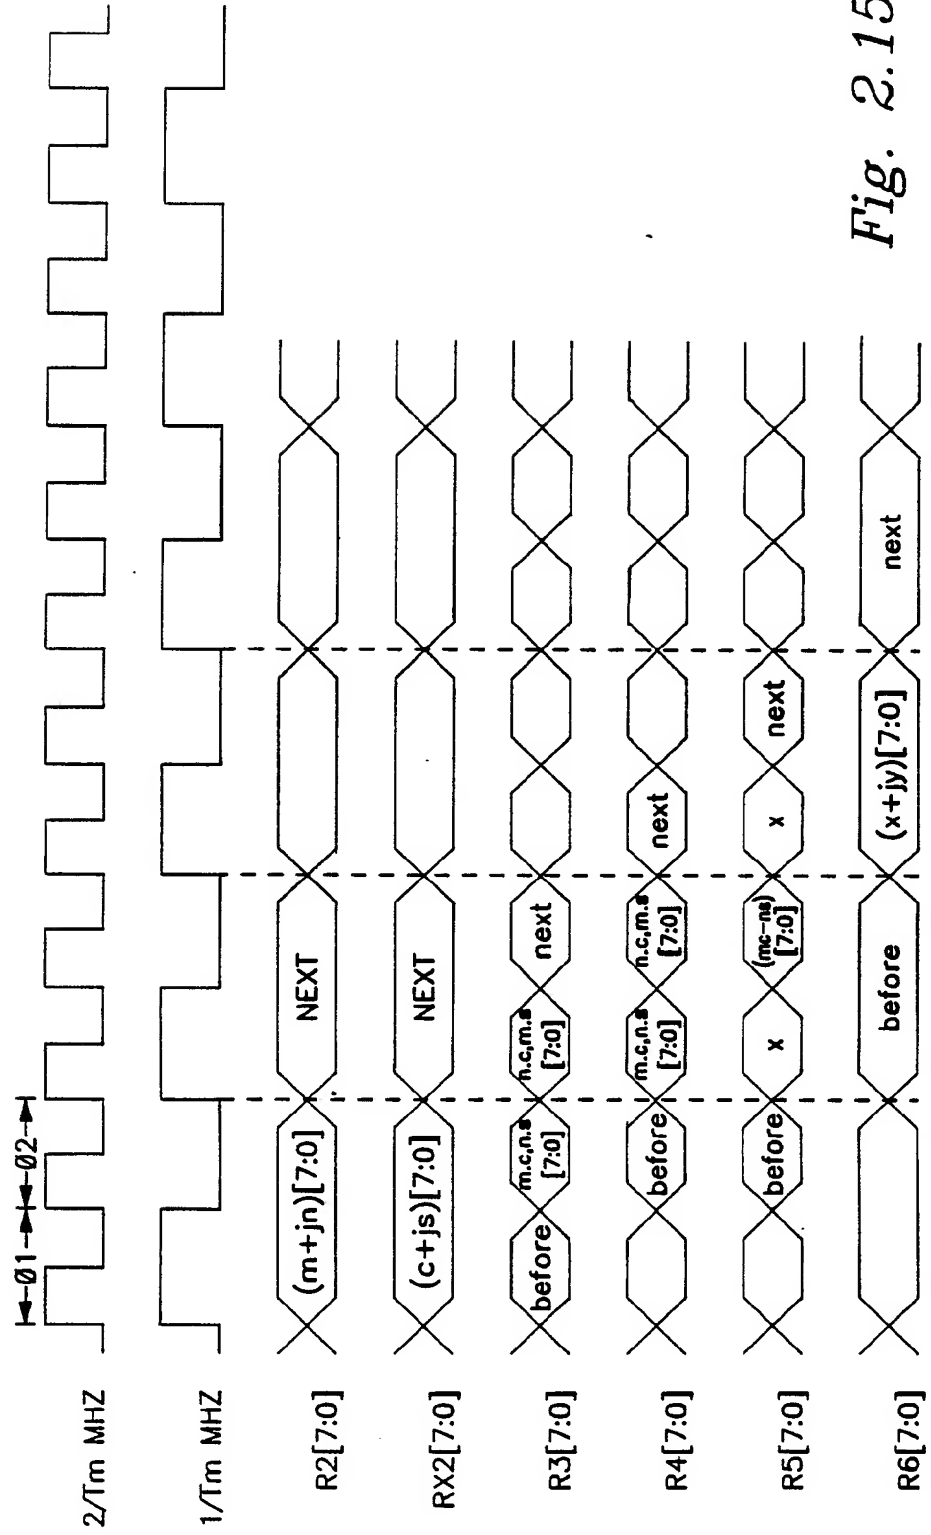 ←Ø1→←Ø2→
2/Tm MHZ
1/Tm MHZ
R2[7:0] (m+jn)[7:0] NEXT
RX2[7:0] (c+js)[7:0] NEXT
R3[7:0] before m.c,n.s [7:0] n.c,m.s [7:0] next
R4[7:0] before m.c,n.s [7:0] n.c,m.s [7:0] next
R5[7:0] before x (mc-ns) [7:0] x next
R6[7:0] before (x+jy)[7:0] next
Fig. 2.15